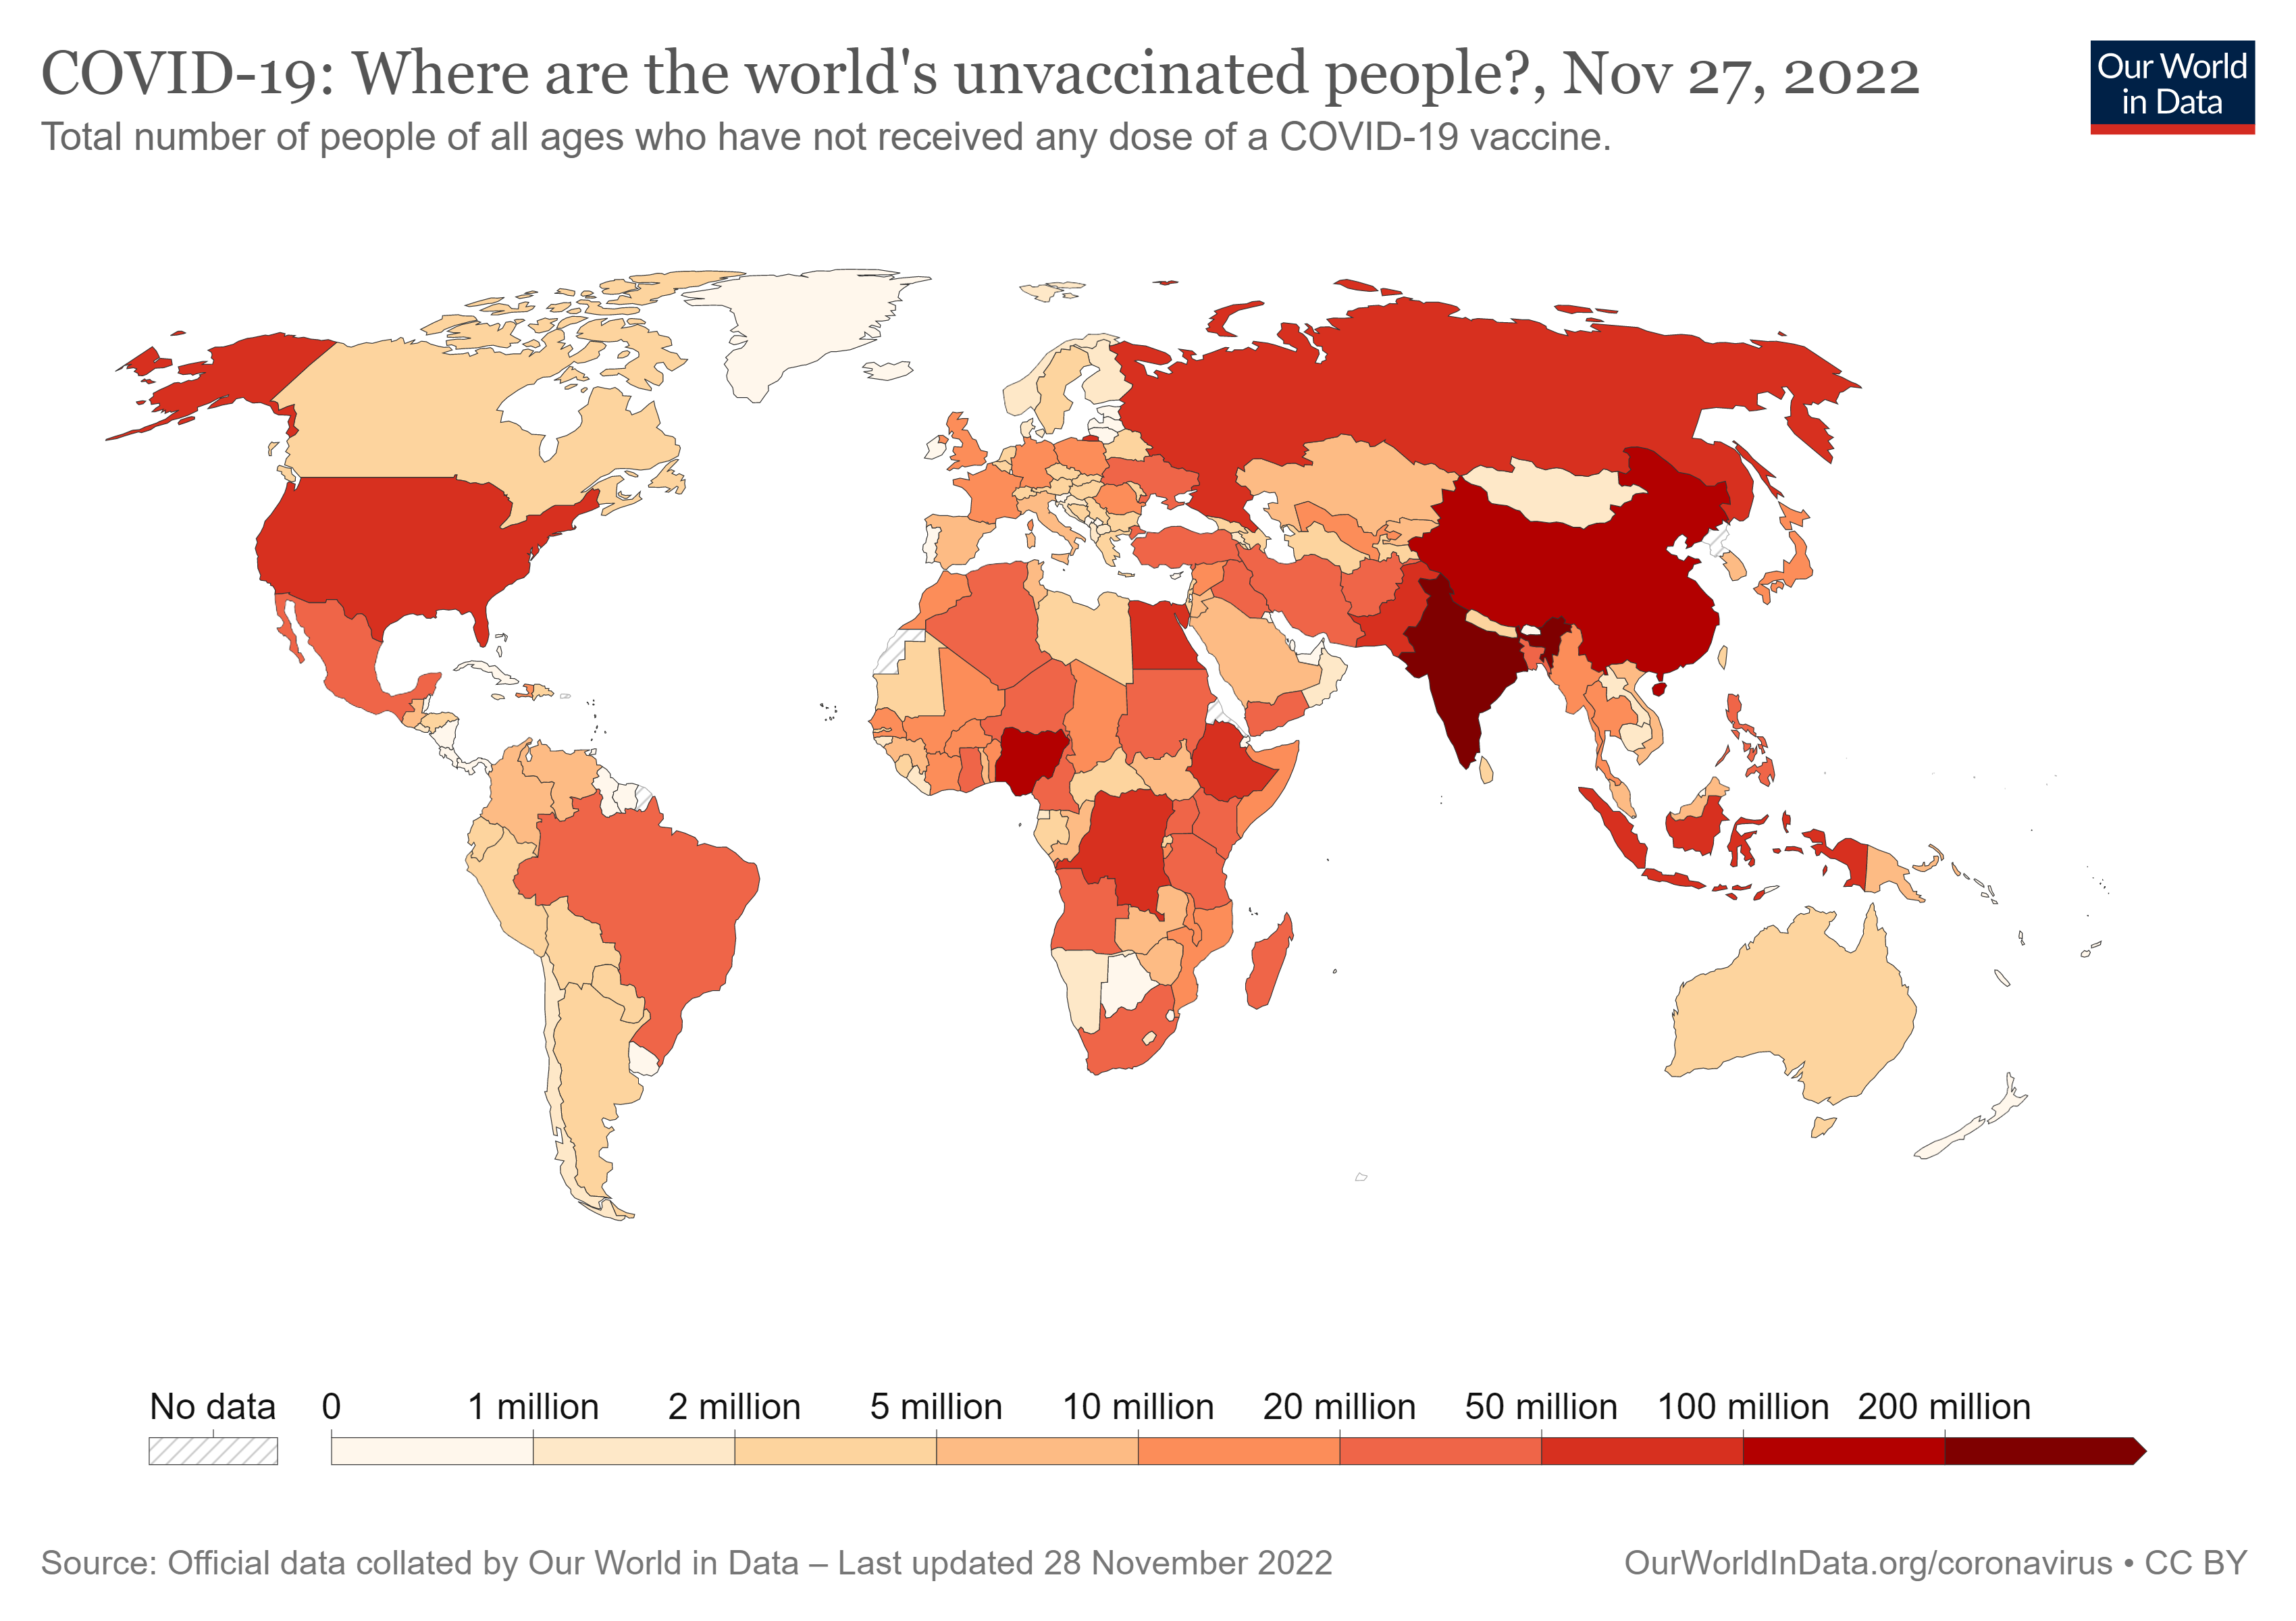 COVID-19: Where are the world's unvaccinated people?, Nov 27, 2022
Our World
in Data
Total number of people of all ages who have not received any dose of a COVID-19 vaccine.
No data 0 1 million 2 million 5 million 10 million 20 million 50 million 100 million 200 million
Source: Official data collated by Our World in Data – Last updated 28 November 2022
OurWorldInData.org/coronavirus • CC BY